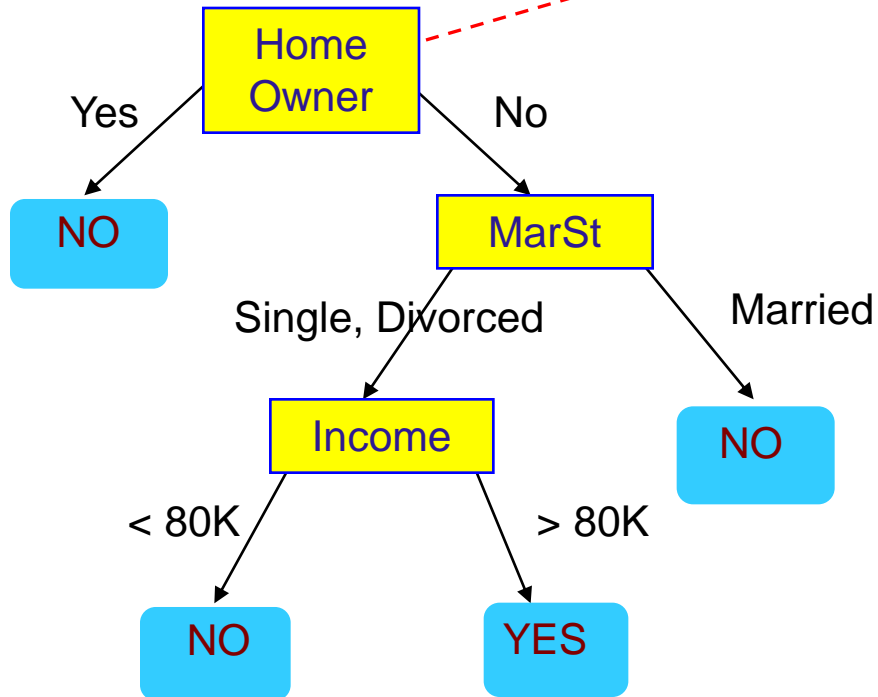 Home
Owner
Yes
No
NO
MarSt
Single, Divorced
Married
Income
NO
< 80K
> 80K
NO
YES